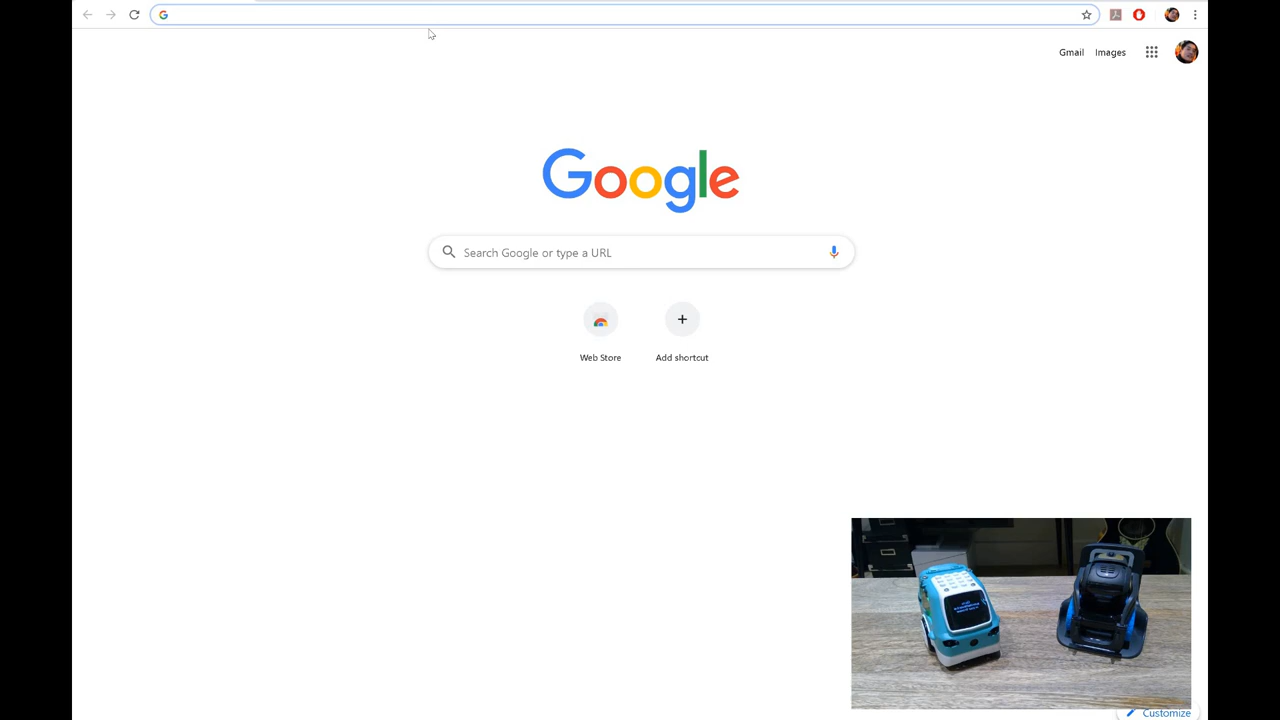 Gmail
Images
Google
Search Google or type a URL
Web Store
Add shortcut
Customize